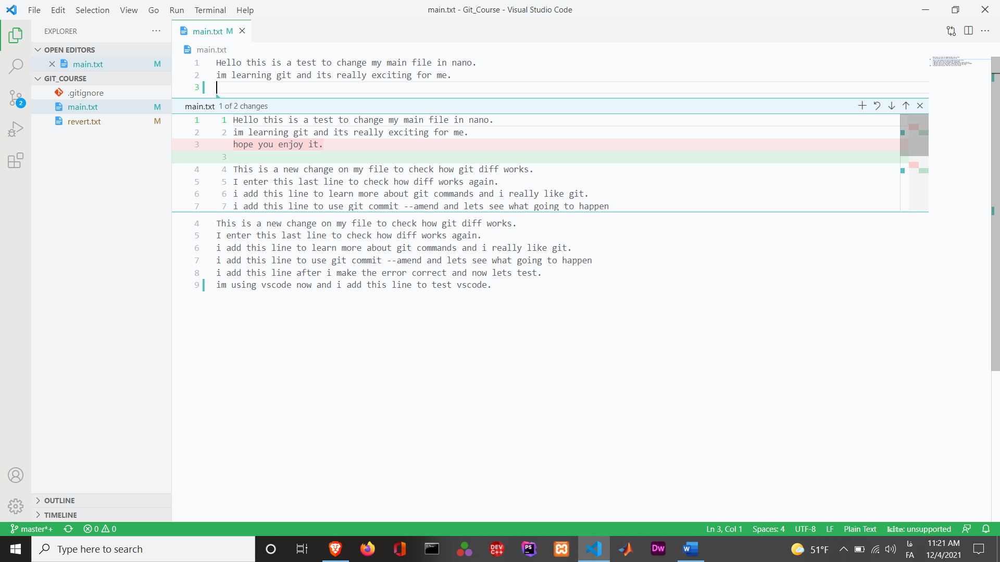 File Edit Selection View Go Run Terminal Help
main.txt - Git_Course - Visual Studio Code
EXPLORER
OPEN EDITORS
main.txt M
GIT_COURSE
.gitignore
main.txt M
revert.txt M
2
OUTLINE
TIMELINE
main.txt M
main.txt
1 Hello this is a test to change my main file in nano.
2 im learning git and its really exciting for me.
3
main.txt 1 of 2 changes
1 1 Hello this is a test to change my main file in nano.
2 2 im learning git and its really exciting for me.
3 hope you enjoy it.
3
4 4 This is a new change on my file to check how git diff works.
5 5 I enter this last line to check how diff works again.
6 6 i add this line to learn more about git commands and i really like git.
7 7 i add this line to use git commit --amend and lets see what going to happen
4 This is a new change on my file to check how git diff works.
5 I enter this last line to check how diff works again.
6 i add this line to learn more about git commands and i really like git.
7 i add this line to use git commit --amend and lets see what going to happen
8 i add this line after i make the error correct and now lets test.
9 im using vscode now and i add this line to test vscode.
master*+ 0 0 Ln 3, Col 1 Spaces: 4 UTF-8 LF Plain Text kite: unsupported
Type here to search
DEV C++
PS
Dw
W
51°F
فا
FA
11:21 AM
12/4/2021